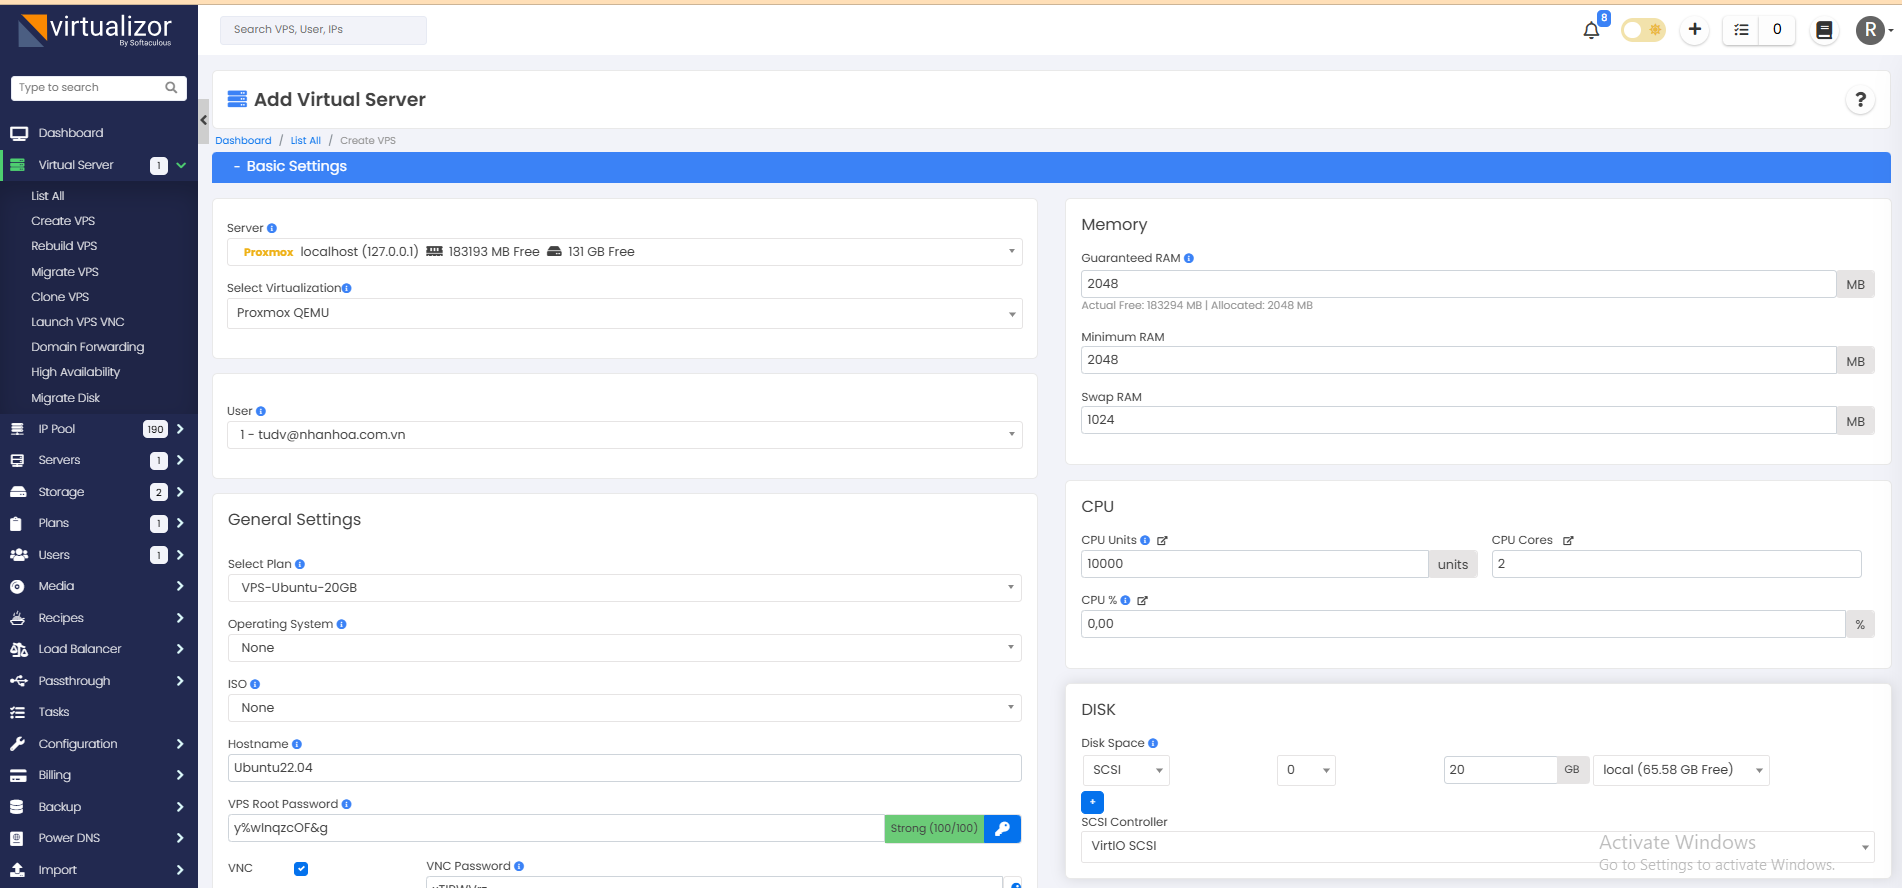 virtualizor
By Softaculous
Search VPS, User, IPs
8
0
R
Type to search
Dashboard
Virtual Server 1
List All
Create VPS
Rebuild VPS
Migrate VPS
Clone VPS
Launch VPS VNC
Domain Forwarding
High Availability
Migrate Disk
IP Pool 190
Servers 1
Storage 2
Plans 1
Users 1
Media
Recipes
Load Balancer
Passthrough
Tasks
Configuration
Billing
Backup
Power DNS
Import
Add Virtual Server
?
Dashboard / List All / Create VPS
- Basic Settings
Server
Proxmox localhost (127.0.0.1) 183193 MB Free 131 GB Free
Select Virtualization
Proxmox QEMU
User
1 - tudv@nhanhoa.com.vn
General Settings
Select Plan
VPS-Ubuntu-20GB
Operating System
None
ISO
None
Hostname
Ubuntu22.04
VPS Root Password
y%wInqzcOF&g
Strong (100/100)
VNC
VNC Password
Memory
Guaranteed RAM
2048 MB
Actual Free: 183294 MB | Allocated: 2048 MB
Minimum RAM
2048 MB
Swap RAM
1024 MB
CPU
CPU Units
10000 units
CPU Cores
2
CPU %
0,00 %
DISK
Disk Space
SCSI 0 20 GB local (65.58 GB Free)
+
SCSI Controller
VirtIO SCSI
Activate Windows
Go to Settings to activate Windows.